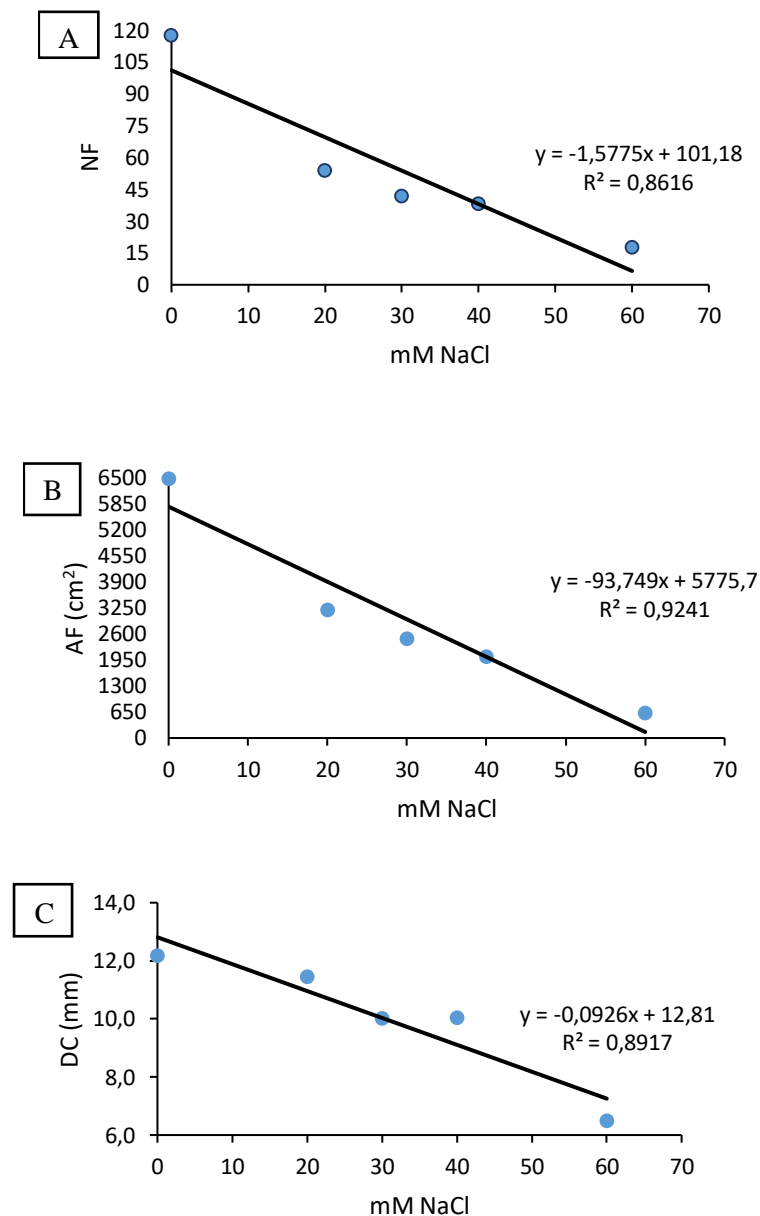 A
120
105
90
75
60
45
30
15
0
NF
y = -1,5775x + 101,18
R² = 0,8616
0 10 20 30 40 50 60 70
mM NaCl
B
6500
5850
5200
4550
3900
3250
2600
1950
1300
650
0
AF (cm²)
y = -93,749x + 5775,7
R² = 0,9241
0 10 20 30 40 50 60 70
mM NaCl
C
14,0
12,0
10,0
8,0
6,0
DC (mm)
y = -0,0926x + 12,81
R² = 0,8917
0 10 20 30 40 50 60 70
mM NaCl